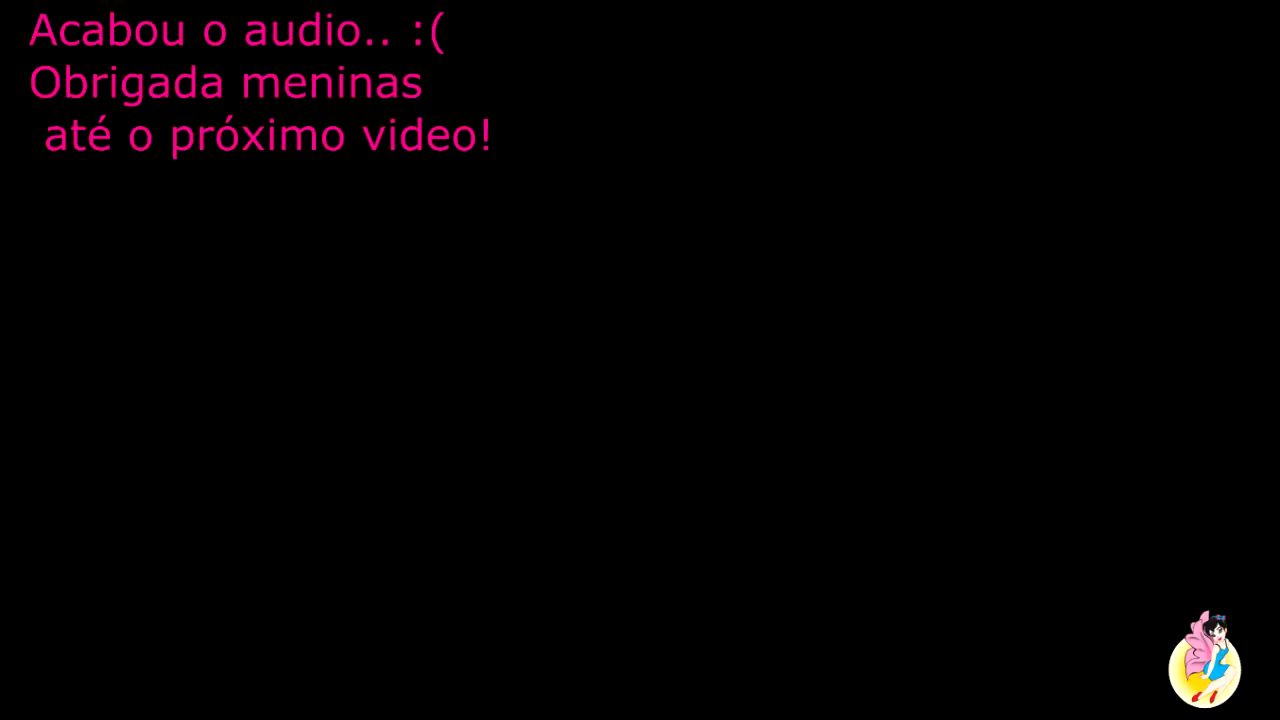 Acabou o audio.. :(
Obrigada meninas
até o próximo video!